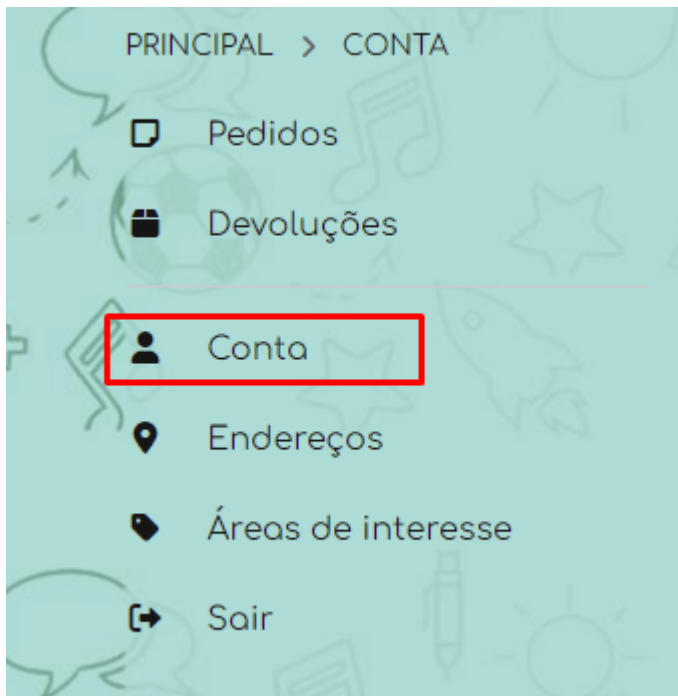 PRINCIPAL > CONTA
Pedidos
Devoluções
Conta
Endereços
Áreas de interesse
Sair